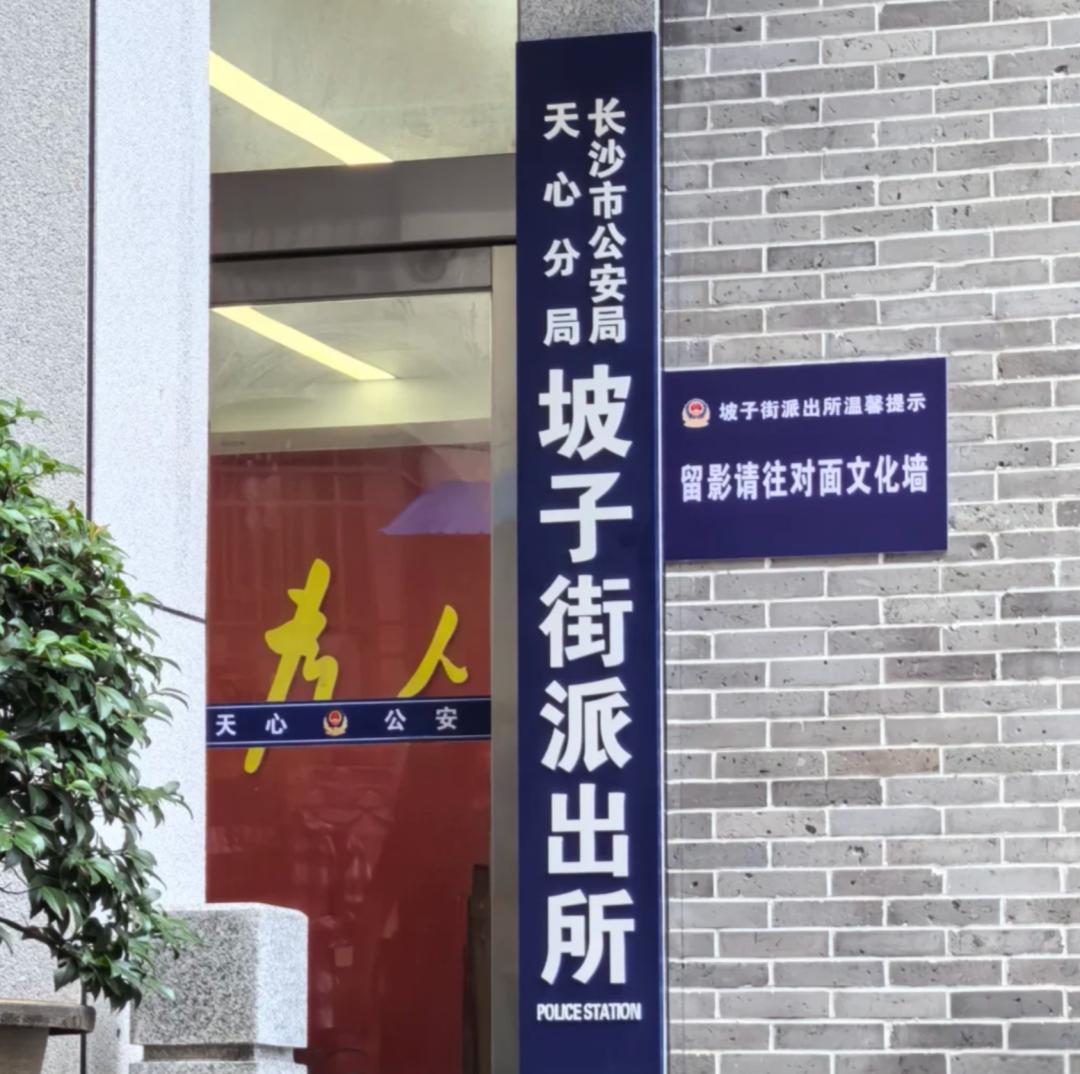 长沙市公安局
天心分局
坡子街派出所
POLICE STATION
坡子街派出所温馨提示
留影请往对面文化墙
为人
天心 公安